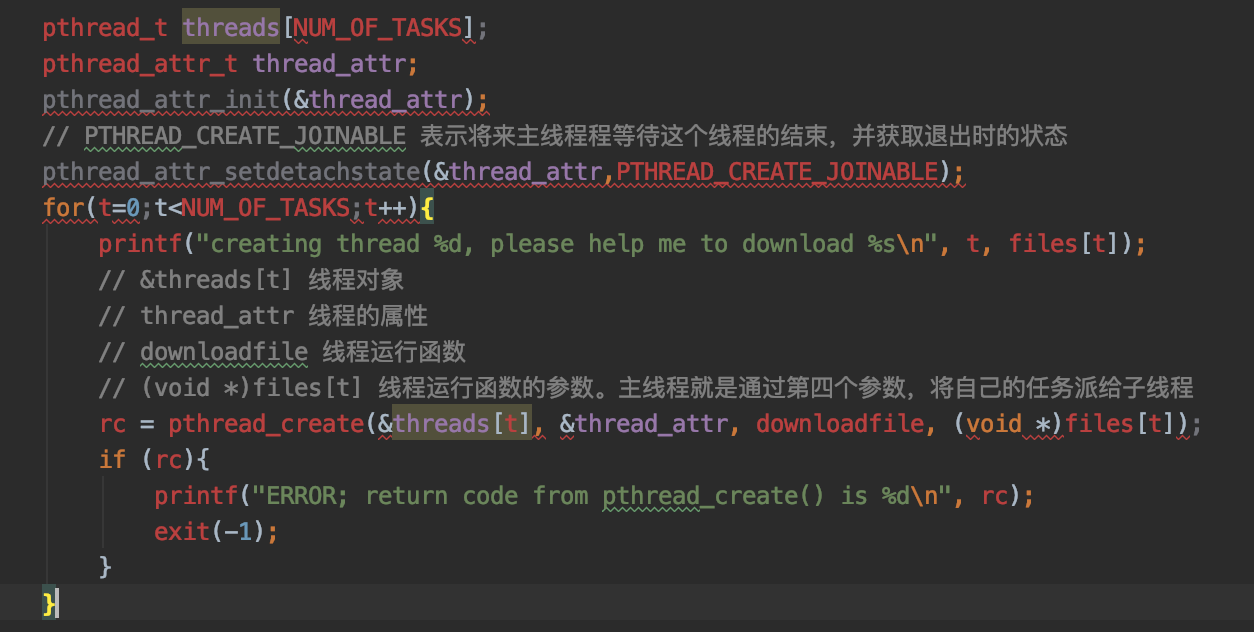 pthread_t threads[NUM_OF_TASKS];
pthread_attr_t thread_attr;
pthread_attr_init(&thread_attr);
// PTHREAD_CREATE_JOINABLE 表示将来主线程程等待这个线程的结束，并获取退出时的状态
pthread_attr_setdetachstate(&thread_attr,PTHREAD_CREATE_JOINABLE);
for(t=0;t<NUM_OF_TASKS;t++){
    printf("creating thread %d, please help me to download %s\n", t, files[t]);
    // &threads[t] 线程对象
    // thread_attr 线程的属性
    // downloadfile 线程运行函数
    // (void *)files[t] 线程运行函数的参数。主线程就是通过第四个参数，将自己的任务派给子线程
    rc = pthread_create(&threads[t], &thread_attr, downloadfile, (void *)files[t]);
    if (rc){
        printf("ERROR; return code from pthread_create() is %d\n", rc);
        exit(-1);
    }
}